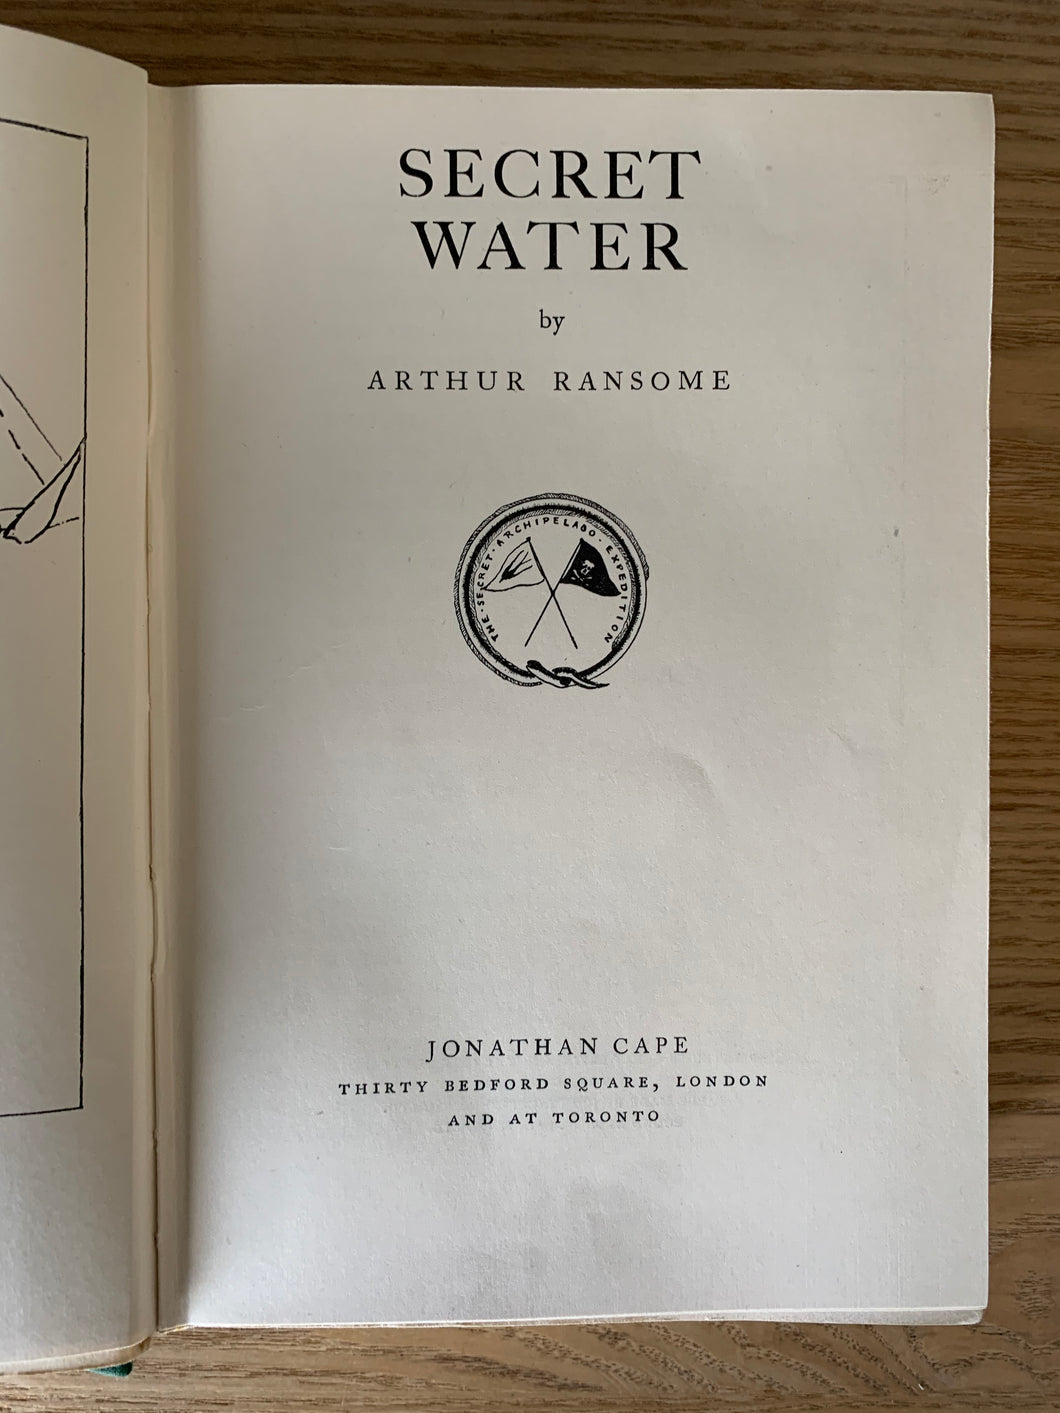 SECRET
WATER
by
ARTHUR RANSOME
THE · SECRET · ARCHIPELAGO · EXPEDITION
JONATHAN CAPE
THIRTY BEDFORD SQUARE, LONDON
AND AT TORONTO